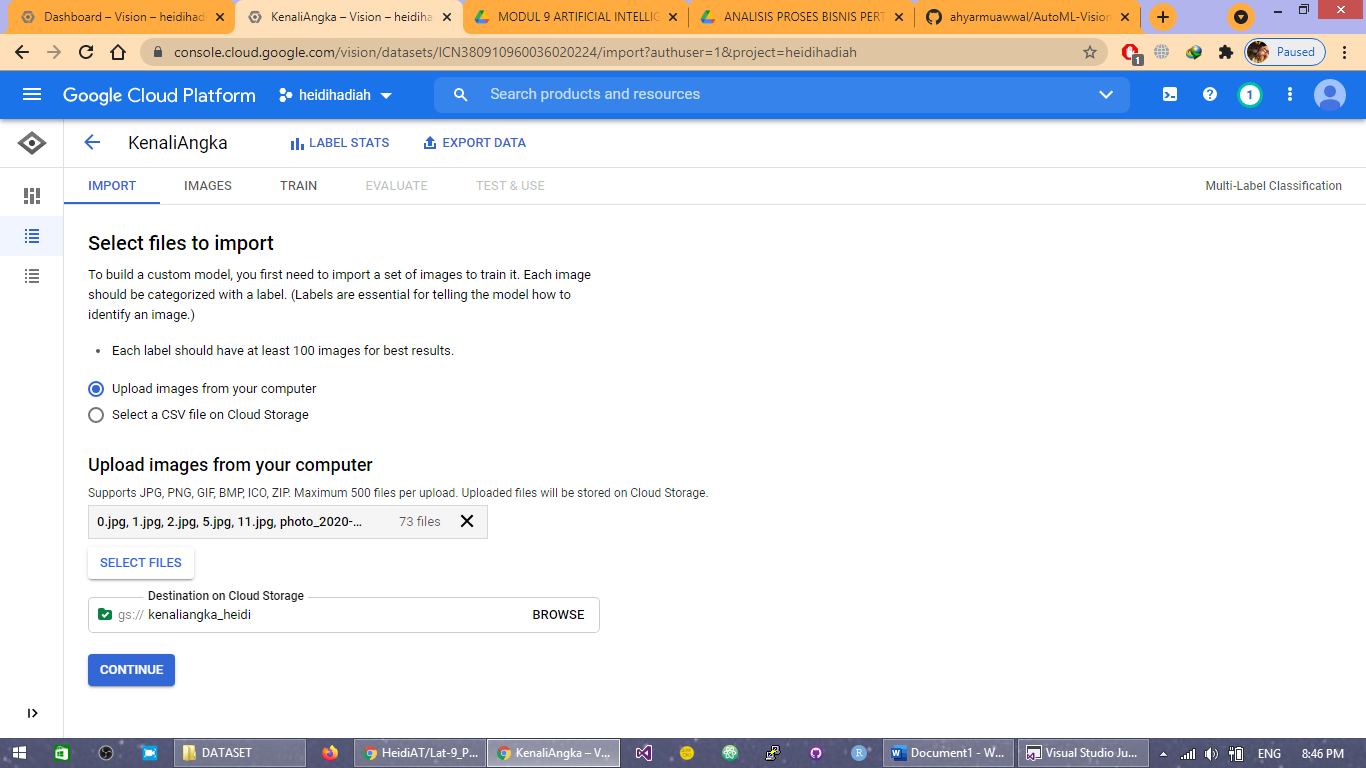 Dashboard – Vision – heidihad
KenaliAngka – Vision – heidiha
MODUL 9 ARTIFICIAL INTELLIG
ANALISIS PROSES BISNIS PERT
ahyarmuawwal/AutoML-Vision
console.cloud.google.com/vision/datasets/ICN380910960036020224/import?authuser=1&project=heidihadiah
1
Paused
Google Cloud Platform
heidihadiah
Search products and resources
1
KenaliAngka
LABEL STATS
EXPORT DATA
IMPORT
IMAGES
TRAIN
EVALUATE
TEST & USE
Multi-Label Classification
Select files to import
To build a custom model, you first need to import a set of images to train it. Each image
should be categorized with a label. (Labels are essential for telling the model how to
identify an image.)
Each label should have at least 100 images for best results.
Upload images from your computer
Select a CSV file on Cloud Storage
Upload images from your computer
Supports JPG, PNG, GIF, BMP, ICO, ZIP. Maximum 500 files per upload. Uploaded files will be stored on Cloud Storage.
0.jpg, 1.jpg, 2.jpg, 5.jpg, 11.jpg, photo_2020-... 73 files
SELECT FILES
Destination on Cloud Storage
gs:// kenaliangka_heidi
BROWSE
CONTINUE
DATASET
HeidiAT/Lat-9_P...
KenaliAngka – V...
Document1 - W...
Visual Studio Ju...
ENG
8:46 PM